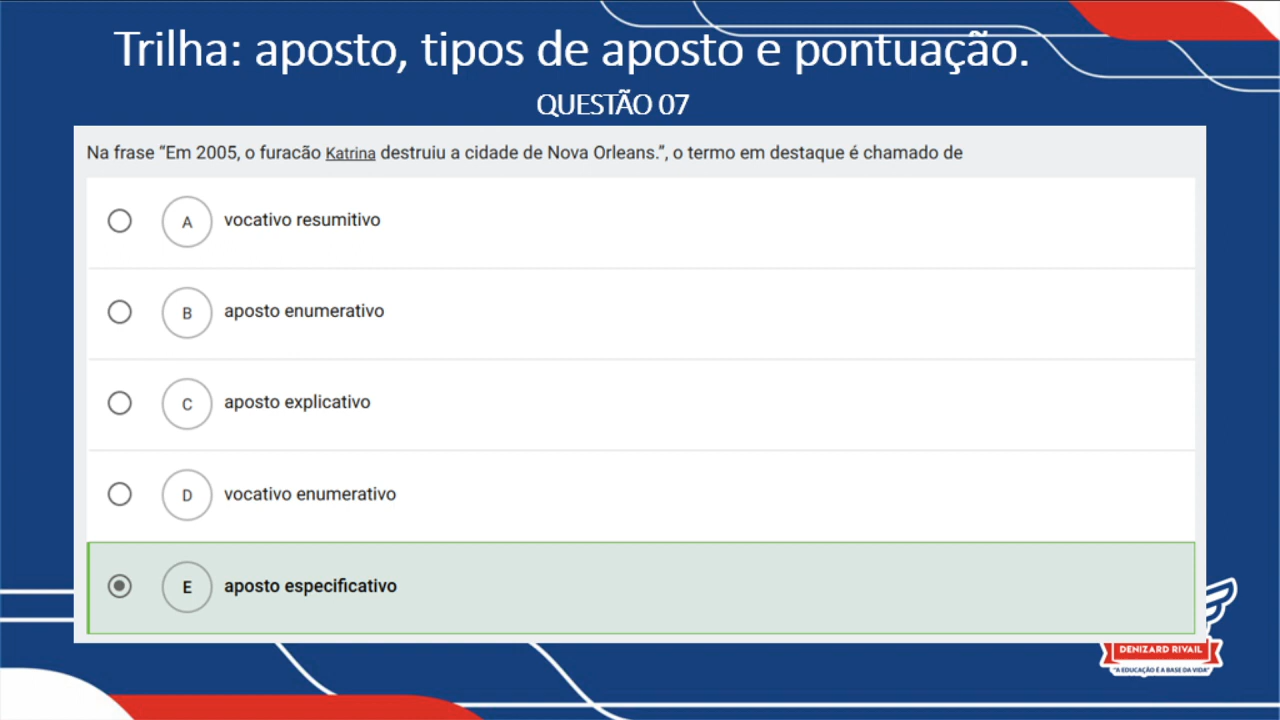 Trilha: aposto, tipos de aposto e pontuação.
QUESTÃO 07
Na frase “Em 2005, o furacão Katrina destruiu a cidade de Nova Orleans.”, o termo em destaque é chamado de
A vocativo resumitivo
B aposto enumerativo
C aposto explicativo
D vocativo enumerativo
E aposto especificativo
DENIZARD RIVAIL
"A EDUCAÇÃO É A BASE DA VIDA"